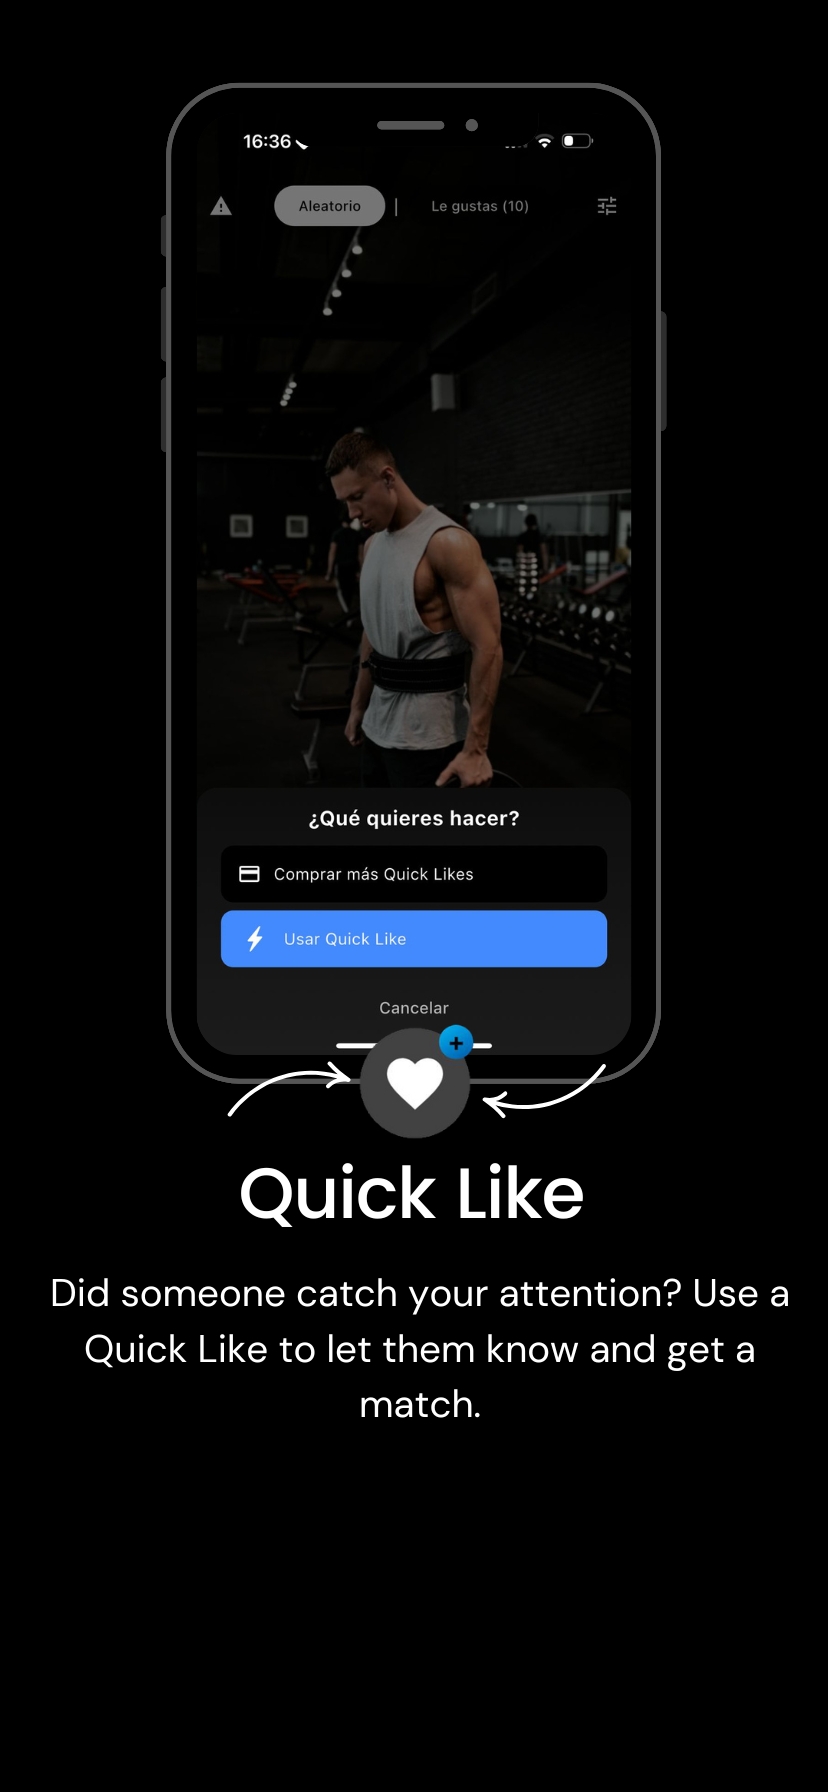 16:36
Aleatorio | Le gustas (10)
¿Qué quieres hacer?
Comprar más Quick Likes
Usar Quick Like
Cancelar
Quick Like
Did someone catch your attention? Use a
Quick Like to let them know and get a
match.